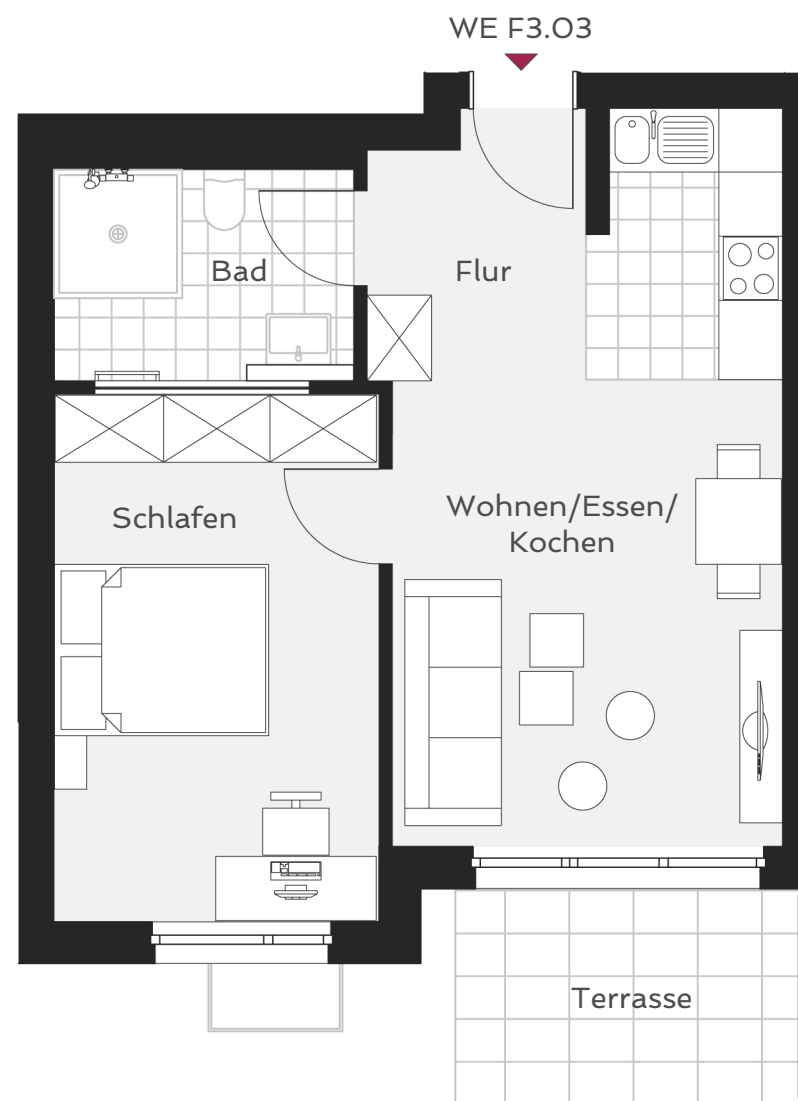 WE F3.03
Bad
Flur
Schlafen
Wohnen/Essen/
Kochen
Terrasse